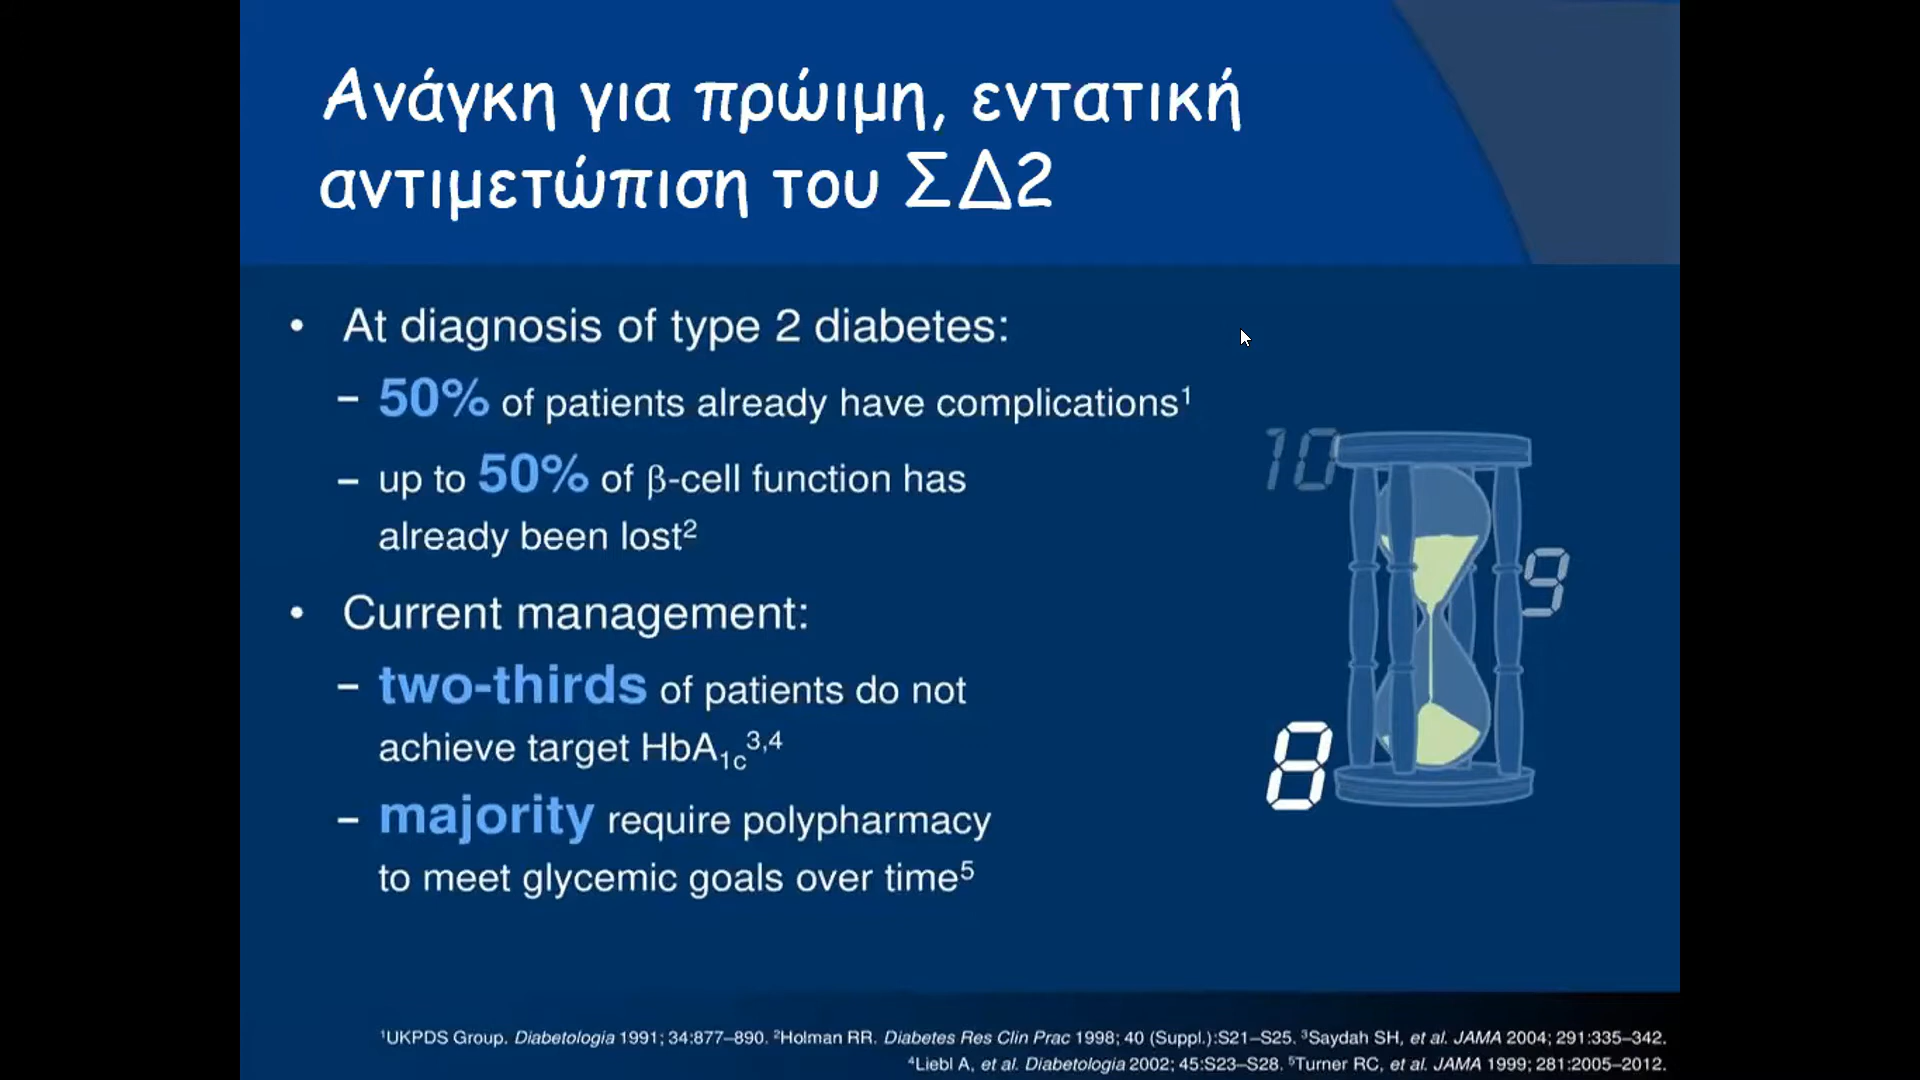 Ανάγκη για πρώιμη, εντατική
αντιμετώπιση του ΣΔ2
• At diagnosis of type 2 diabetes:
– 50% of patients already have complications¹
– up to 50% of β-cell function has
already been lost²
• Current management:
– two-thirds of patients do not
achieve target HbA₁c³,⁴
– majority require polypharmacy
to meet glycemic goals over time⁵
10
9
8
¹UKPDS Group. Diabetologia 1991; 34:877–890. ²Holman RR. Diabetes Res Clin Prac 1998; 40 (Suppl.):S21–S25. ³Saydah SH, et al. JAMA 2004; 291:335–342.
⁴Liebl A, et al. Diabetologia 2002; 45:S23–S28. ⁵Turner RC, et al. JAMA 1999; 281:2005–2012.